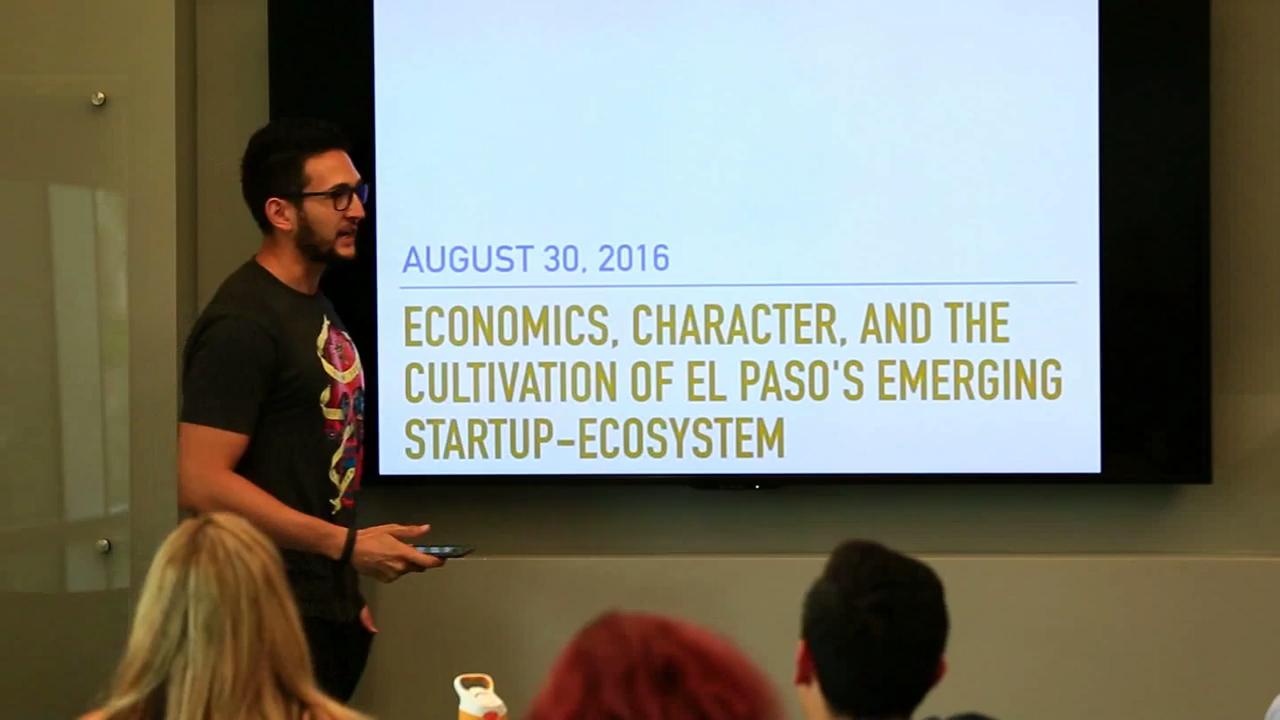 AUGUST 30, 2016
ECONOMICS, CHARACTER, AND THE
CULTIVATION OF EL PASO'S EMERGING
STARTUP-ECOSYSTEM